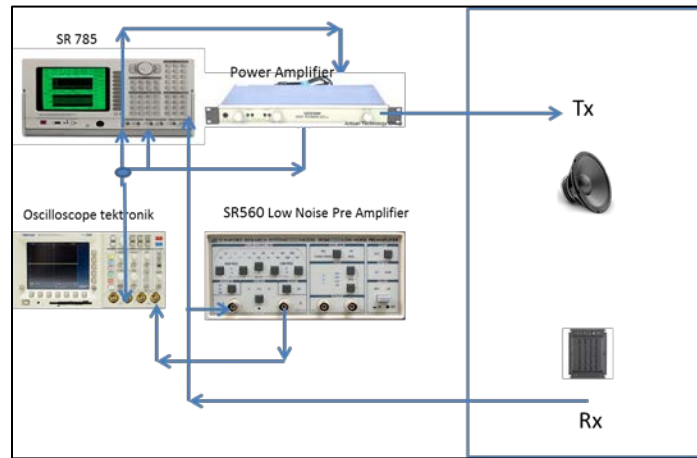 SR 785
Power Amplifier
Tx
Oscilloscope tektronik
SR560 Low Noise Pre Amplifier
Rx